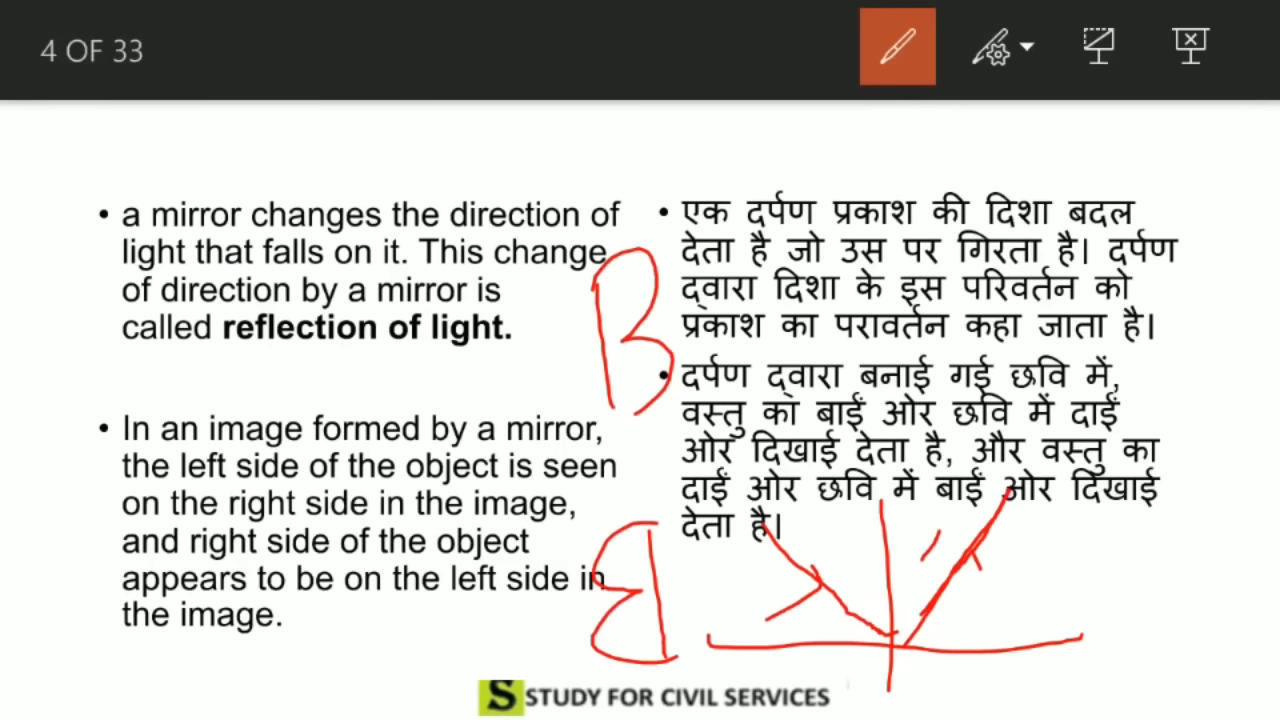 4 OF 33
• a mirror changes the direction of
light that falls on it. This change
of direction by a mirror is
called reflection of light.
• In an image formed by a mirror,
the left side of the object is seen
on the right side in the image,
and right side of the object
appears to be on the left side in
the image.
• एक दर्पण प्रकाश की दिशा बदल
देता है जो उस पर गिरता है। दर्पण
द्वारा दिशा के इस परिवर्तन को
प्रकाश का परावर्तन कहा जाता है।
• दर्पण द्वारा बनाई गई छवि में,
वस्तु का बाईं ओर छवि में दाईं
ओर दिखाई देता है, और वस्तु का
दाईं ओर छवि में बाईं ओर दिखाई
देता है।
B
S STUDY FOR CIVIL SERVICES